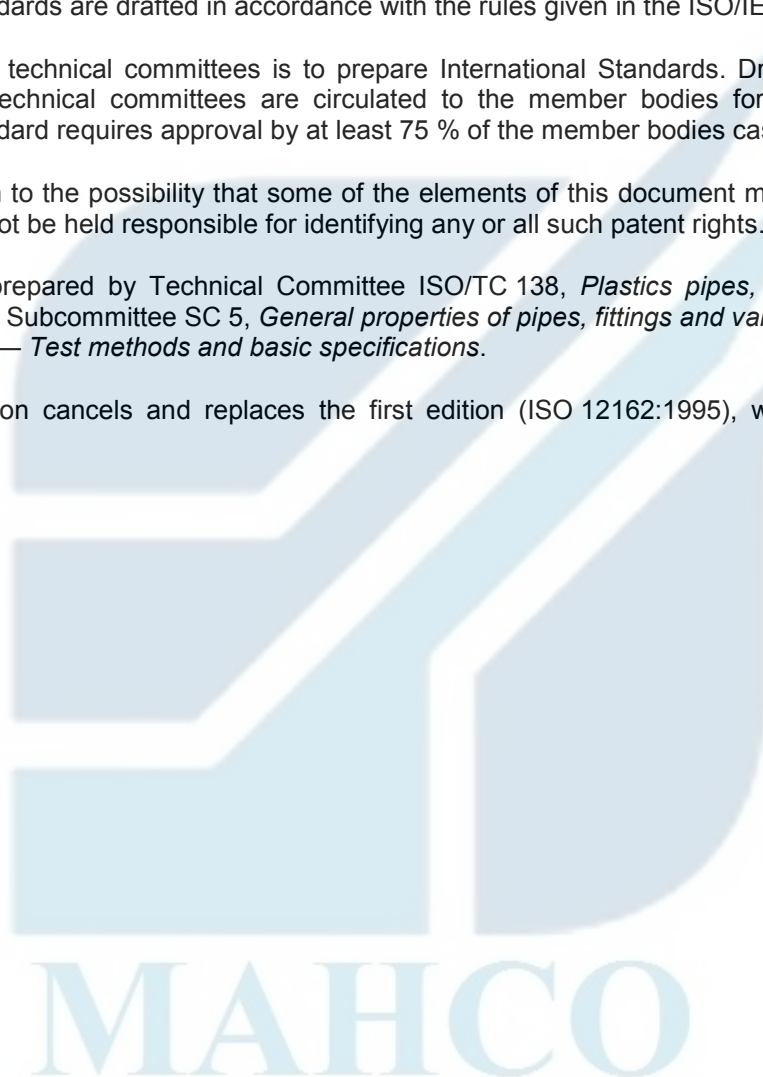 dards are drafted in accordance with the rules given in the ISO/IE
technical committees is to prepare International Standards. Dr
technical committees are circulated to the member bodies for
dard requires approval by at least 75 % of the member bodies cas
to the possibility that some of the elements of this document m
ot be held responsible for identifying any or all such patent rights.
prepared by Technical Committee ISO/TC 138, Plastics pipes,
Subcommittee SC 5, General properties of pipes, fittings and val
— Test methods and basic specifications.
on cancels and replaces the first edition (ISO 12162:1995), w
MAHCO